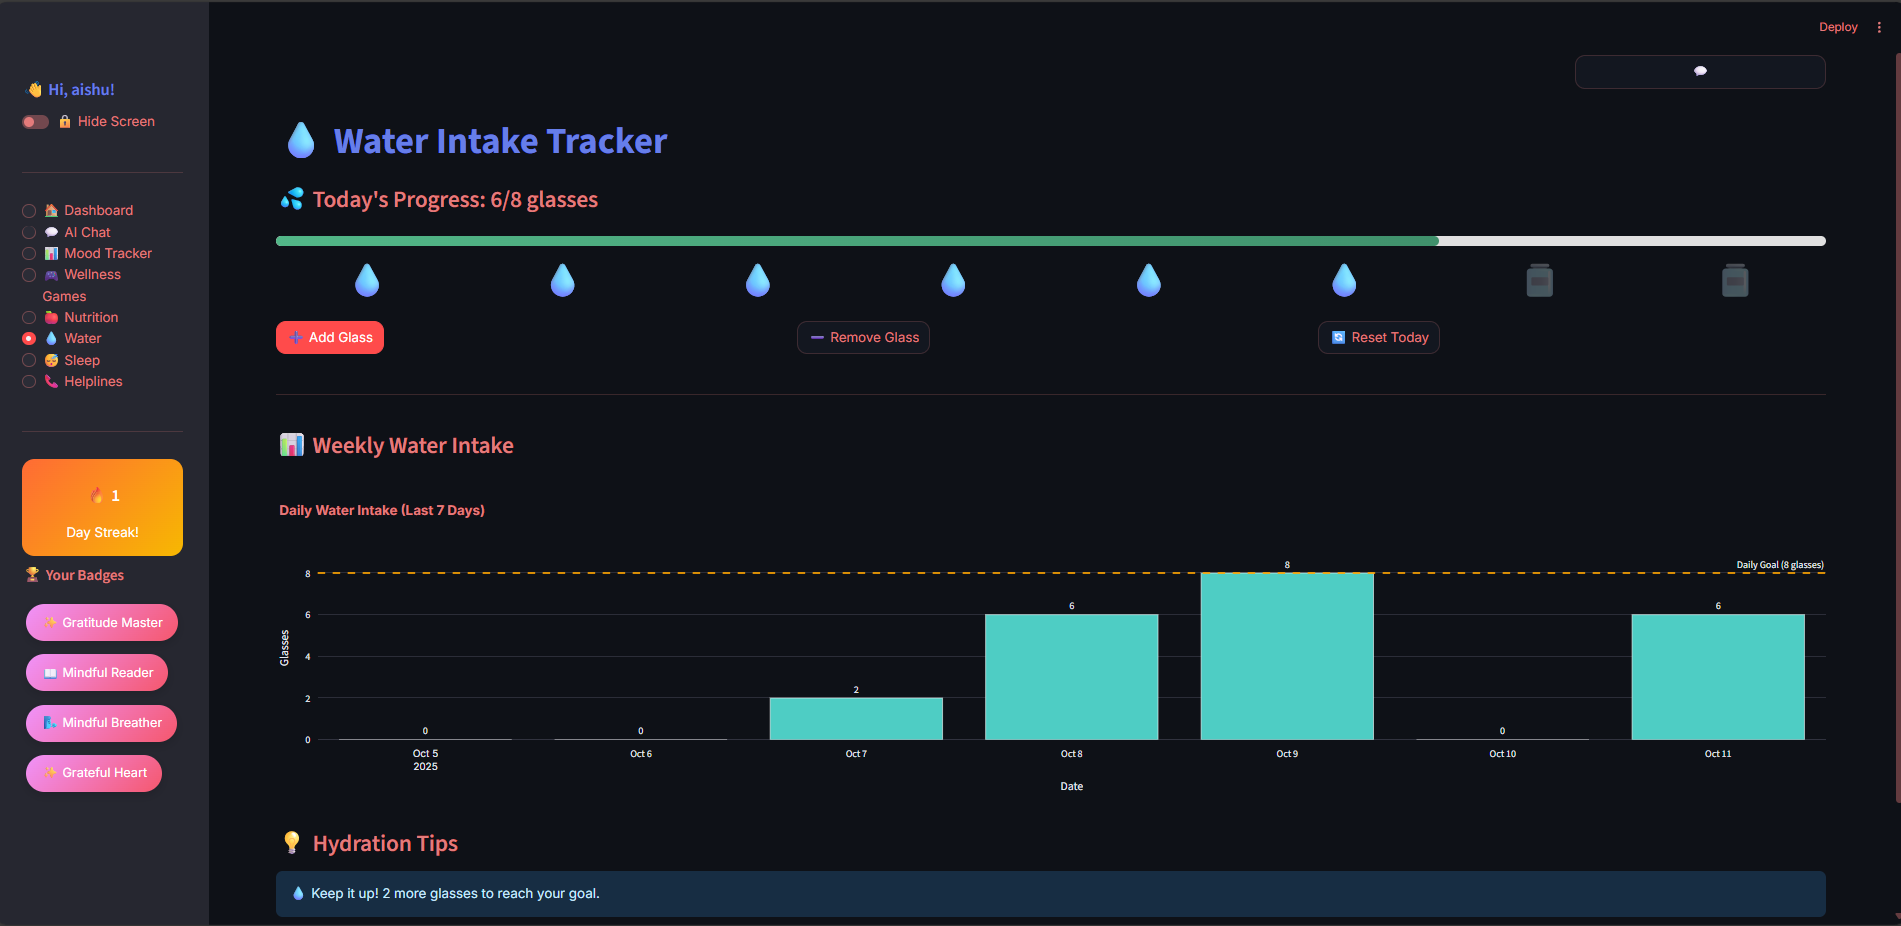 Deploy
Hi, aishu!
Hide Screen
Dashboard
AI Chat
Mood Tracker
Wellness
Games
Nutrition
Water
Sleep
Helplines
1
Day Streak!
Your Badges
Gratitude Master
Mindful Reader
Mindful Breather
Grateful Heart
Water Intake Tracker
Today's Progress: 6/8 glasses
Add Glass
Remove Glass
Reset Today
Weekly Water Intake
Daily Water Intake (Last 7 Days)
Daily Goal (8 glasses)
8
6
4
2
0
Glasses
0
0
2
6
8
0
6
Oct 5
2025
Oct 6
Oct 7
Oct 8
Oct 9
Oct 10
Oct 11
Date
Hydration Tips
Keep it up! 2 more glasses to reach your goal.